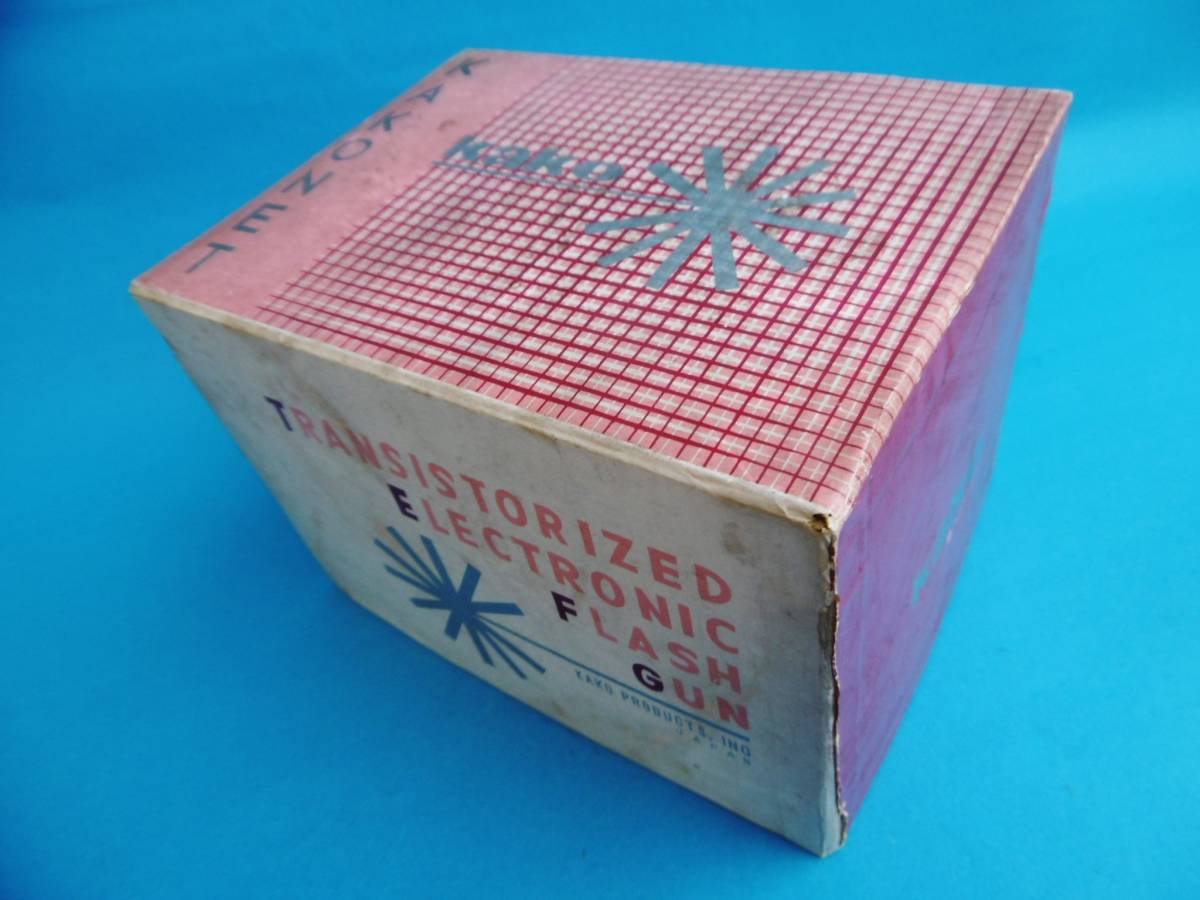 KAKONET
kako
TRANSISTORIZED
ELECTRONIC
FLASH
GUN
KAKO PRODUCTS, INC
JAPAN